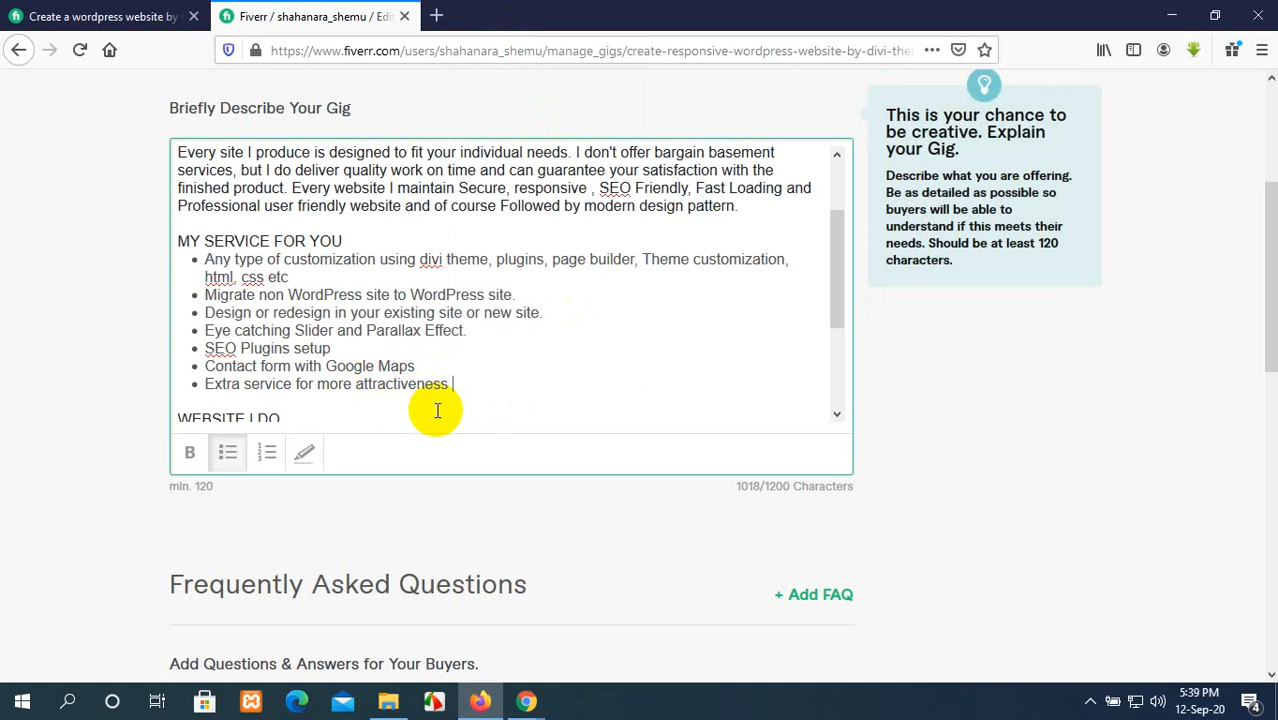 Create a wordpress website by
Fiverr / shahanara_shemu / Edi
https://www.fiverr.com/users/shahanara_shemu/manage_gigs/create-responsive-wordpress-website-by-divi-the
Briefly Describe Your Gig
Every site I produce is designed to fit your individual needs. I don't offer bargain basement
services, but I do deliver quality work on time and can guarantee your satisfaction with the
finished product. Every website I maintain Secure, responsive , SEO Friendly, Fast Loading and
Professional user friendly website and of course Followed by modern design pattern.
MY SERVICE FOR YOU
• Any type of customization using divi theme, plugins, page builder, Theme customization,
html, css etc
• Migrate non WordPress site to WordPress site.
• Design or redesign in your existing site or new site.
• Eye catching Slider and Parallax Effect.
• SEO Plugins setup
• Contact form with Google Maps
• Extra service for more attractiveness
WEBSITE I DO
B
min. 120
1018/1200 Characters
This is your chance to
be creative. Explain
your Gig.
Describe what you are offering.
Be as detailed as possible so
buyers will be able to
understand if this meets their
needs. Should be at least 120
characters.
Frequently Asked Questions
+ Add FAQ
Add Questions & Answers for Your Buyers.
5:39 PM
12-Sep-20
4